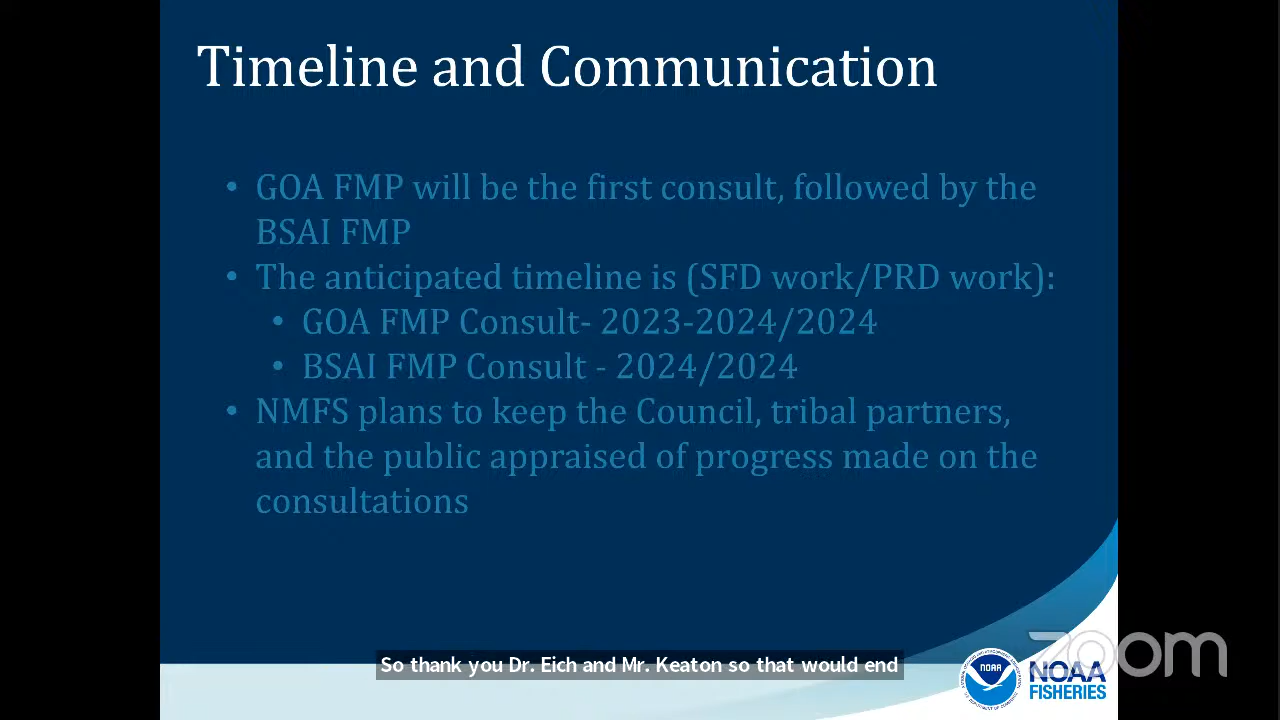 Timeline and Communication
• GOA FMP will be the first consult, followed by the
BSAI FMP
• The anticipated timeline is (SFD work/PRD work):
• GOA FMP Consult- 2023-2024/2024
• BSAI FMP Consult - 2024/2024
• NMFS plans to keep the Council, tribal partners,
and the public appraised of progress made on the
consultations
So thank you Dr. Eich and Mr. Keaton so that would end
zoom
NOAA
NOAA
FISHERIES